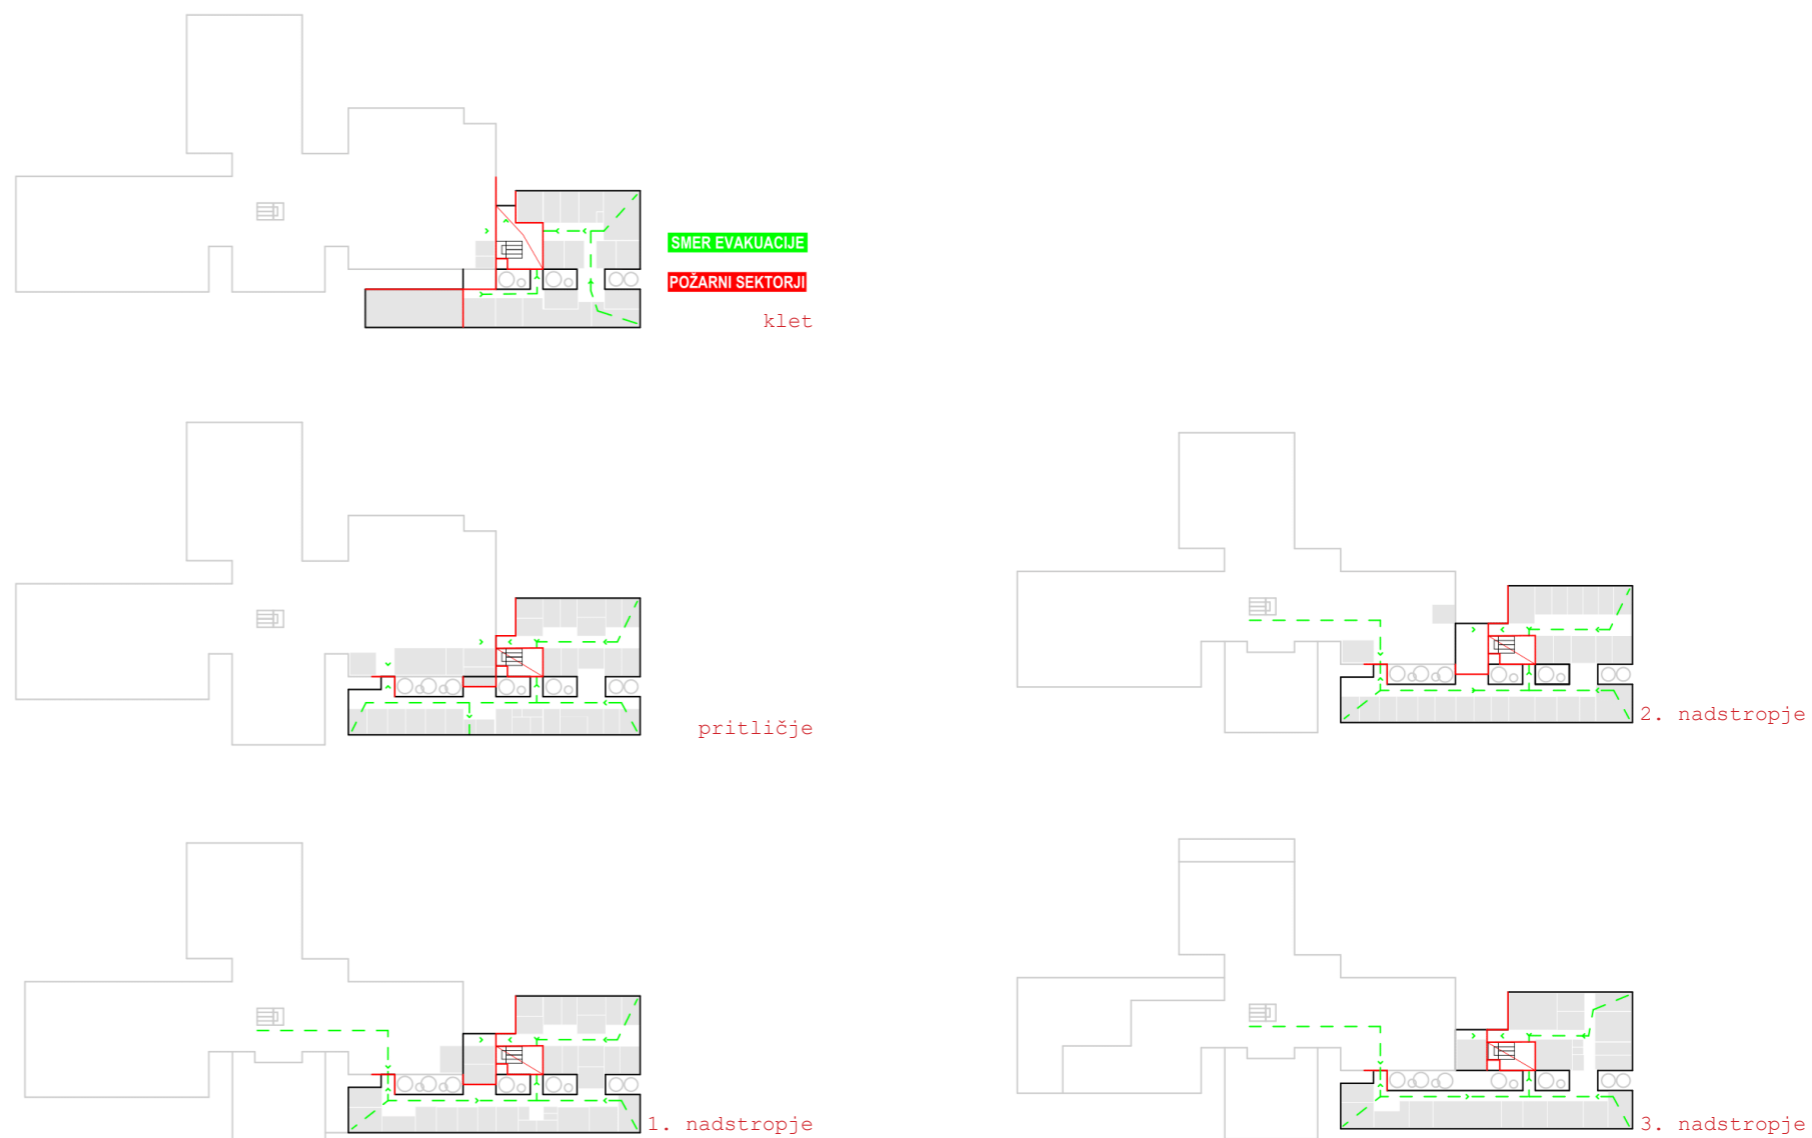 SMER EVAKUACIJE
POŽARNI SEKTORJI
klet
pritličje
2. nadstropje
1. nadstropje
3. nadstropje